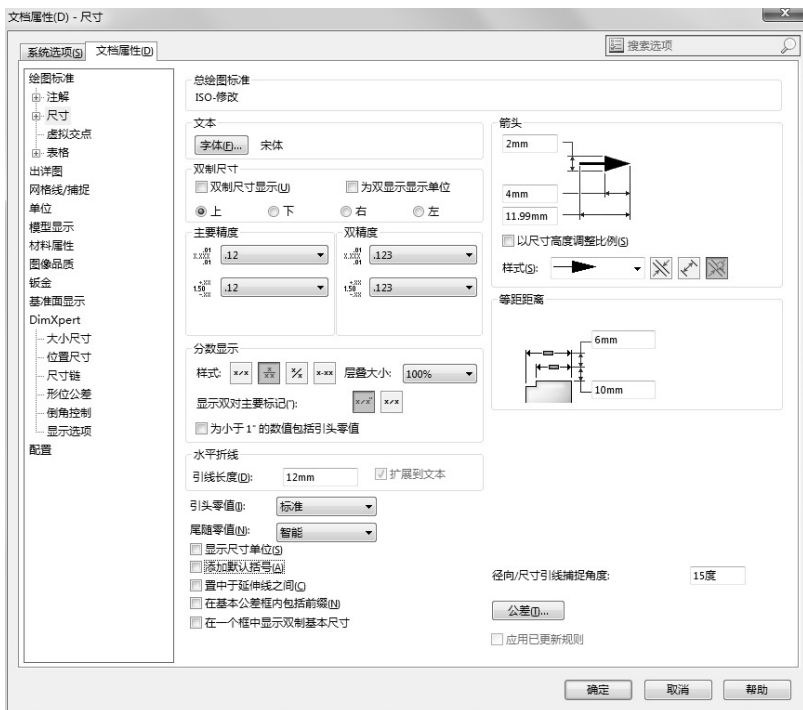 文档属性(D) - 尺寸
系统选项(S) 文档属性(D)
搜索选项
绘图标准
注解
尺寸
虚拟交点
表格
出详图
网格线/捕捉
单位
模型显示
材料属性
图像品质
钣金
基准面显示
DimXpert
大小尺寸
位置尺寸
尺寸链
形位公差
倒角控制
显示选项
配置
总绘图标准
ISO-修改
文本
字体(F)... 宋体
双制尺寸
双制尺寸显示(U) 为双显示显示单位
上 下 右 左
主要精度 双精度
.12 .123
.12 .123
分数显示
样式: x/x x/xx x/x x-xx 层叠大小: 100%
显示双对主要标记("): x/x" x/x
为小于 1" 的数值包括引头零值
水平折线
引线长度(D): 12mm 扩展到文本
引头零值(I): 标准
尾随零值(N): 智能
显示尺寸单位(S)
添加默认括号(A)
置中于延伸线之间(C)
在基本公差框内包括前缀(N)
在一个框中显示双制基本尺寸
箭头
2mm
4mm
11.99mm
以尺寸高度调整比例(S)
样式(S):
等距距离
6mm
10mm
径向/尺寸引线捕捉角度: 15度
公差(T)...
应用已更新规则
确定 取消 帮助